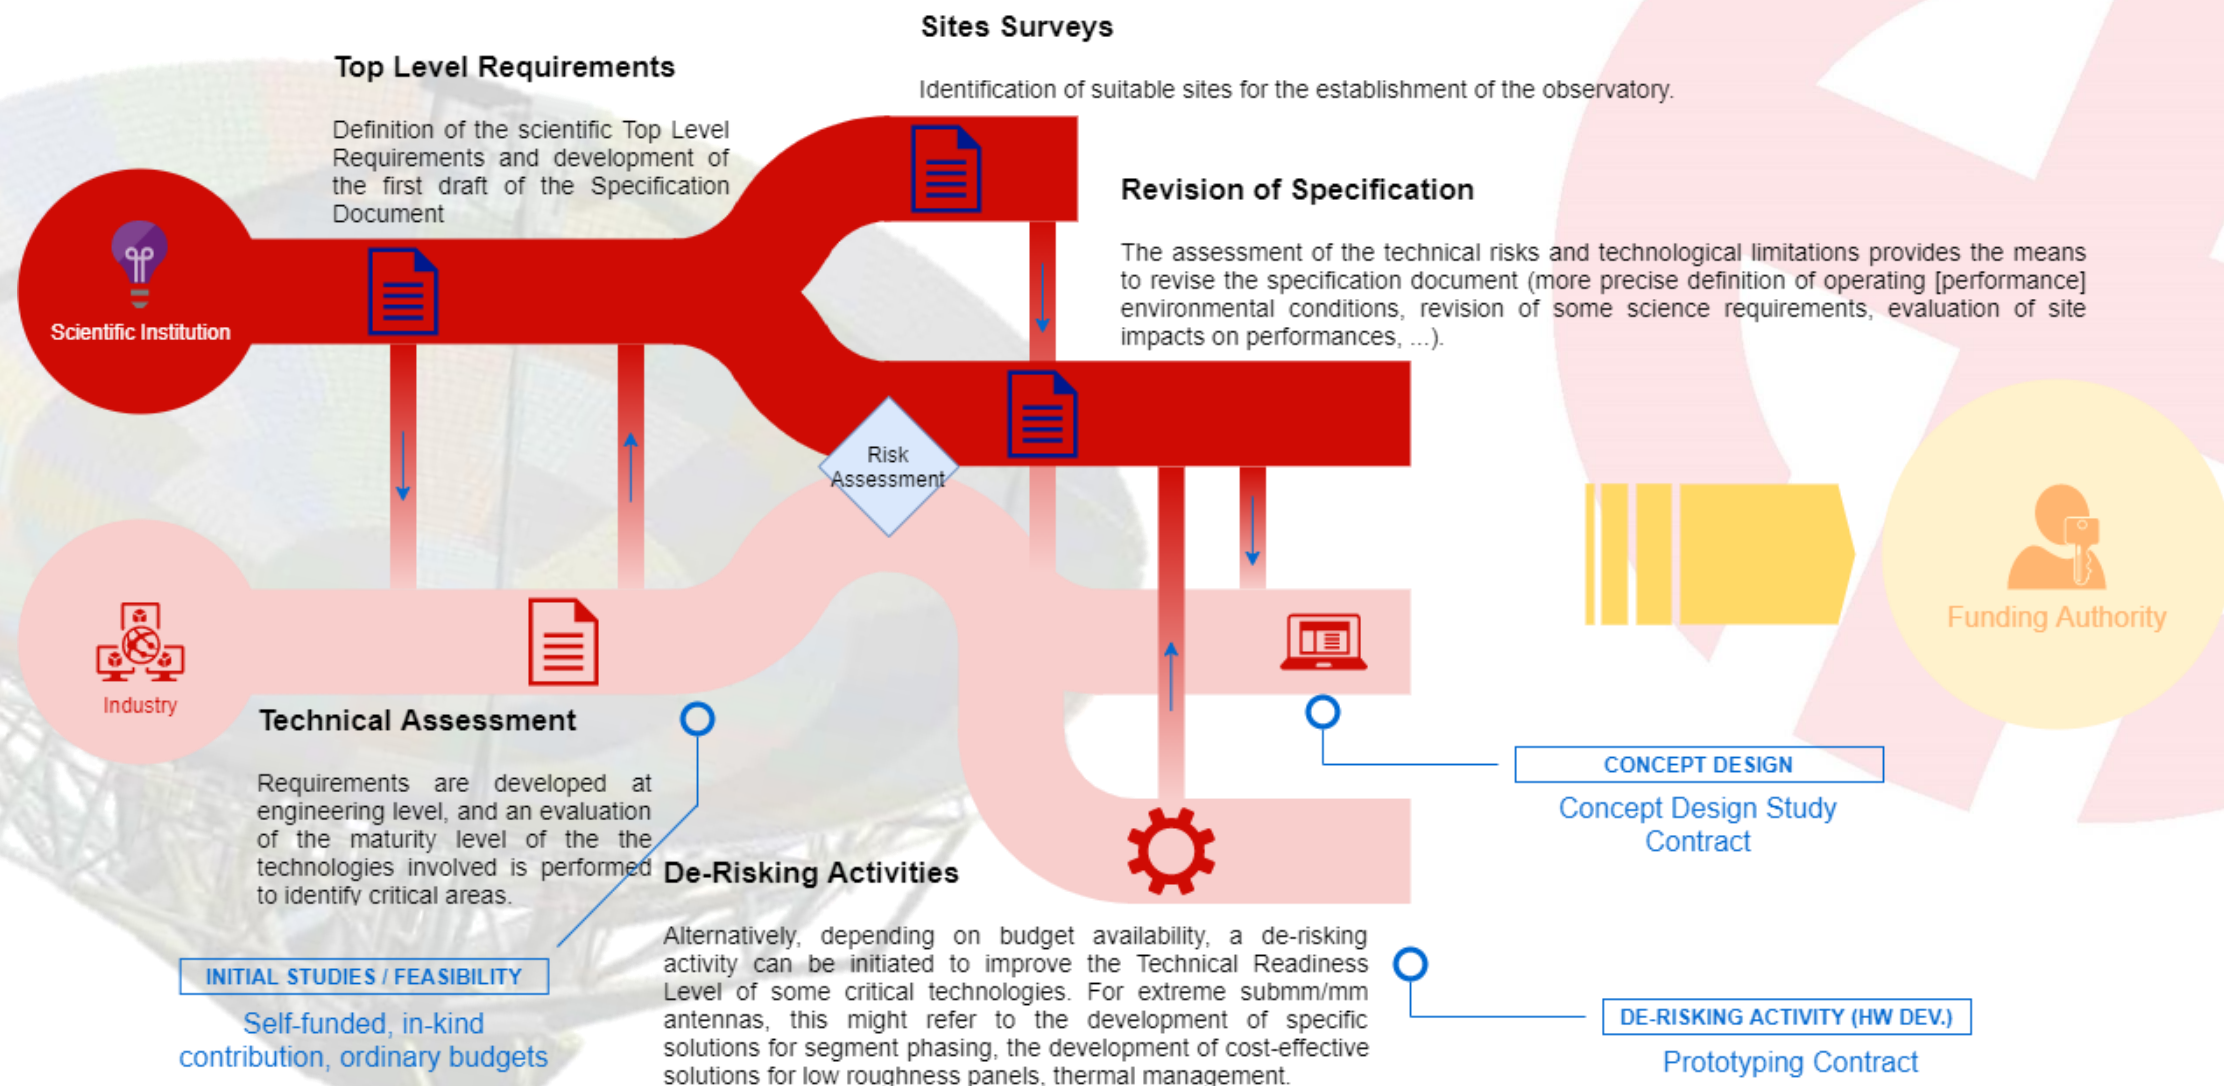 Sites Surveys
Identification of suitable sites for the establishment of the observatory.
Top Level Requirements
Definition of the scientific Top Level
Requirements and development of
the first draft of the Specification
Document
Revision of Specification
The assessment of the technical risks and technological limitations provides the means
to revise the specification document (more precise definition of operating [performance]
environmental conditions, revision of some science requirements, evaluation of site
impacts on performances, ...).
Scientific Institution
Risk
Assessment
Funding Authority
Industry
Technical Assessment
Requirements are developed at
engineering level, and an evaluation
of the maturity level of the the
technologies involved is performed
to identify critical areas.
CONCEPT DESIGN
Concept Design Study
Contract
De-Risking Activities
Alternatively, depending on budget availability, a de-risking
activity can be initiated to improve the Technical Readiness
Level of some critical technologies. For extreme submm/mm
antennas, this might refer to the development of specific
solutions for segment phasing, the development of cost-effective
solutions for low roughness panels, thermal management.
INITIAL STUDIES / FEASIBILITY
Self-funded, in-kind
contribution, ordinary budgets
DE-RISKING ACTIVITY (HW DEV.)
Prototyping Contract